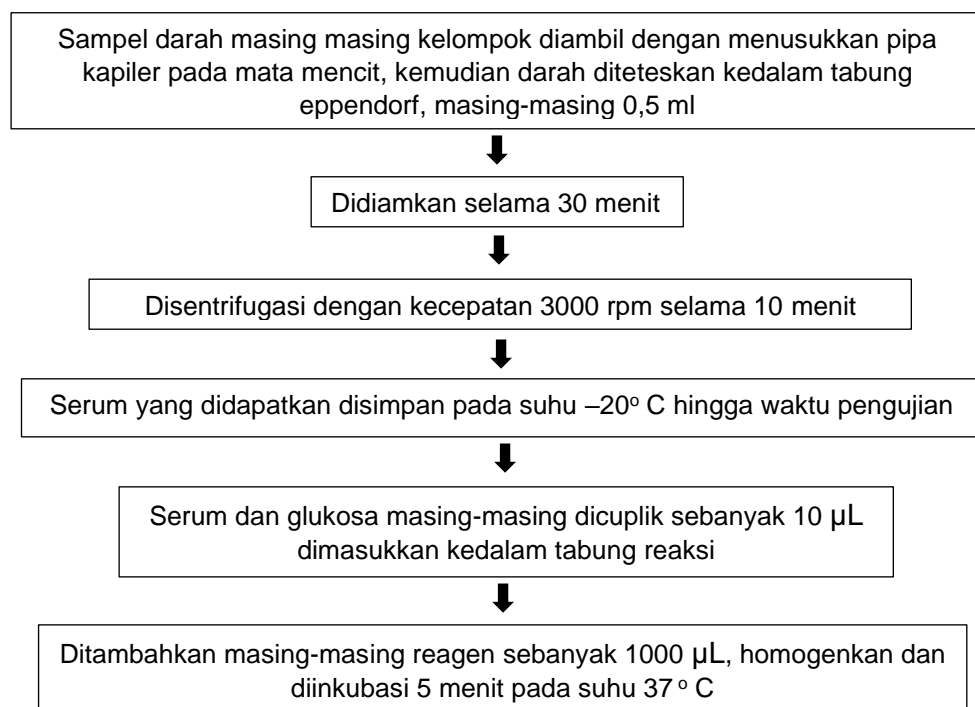 Sampel darah masing masing kelompok diambil dengan menusukkan pipa
kapiler pada mata mencit, kemudian darah diteteskan kedalam tabung
eppendorf, masing-masing 0,5 ml
Didiamkan selama 30 menit
Disentrifugasi dengan kecepatan 3000 rpm selama 10 menit
Serum yang didapatkan disimpan pada suhu –20º C hingga waktu pengujian
Serum dan glukosa masing-masing dicuplik sebanyak 10 µL
dimasukkan kedalam tabung reaksi
Ditambahkan masing-masing reagen sebanyak 1000 µL, homogenkan dan
diinkubasi 5 menit pada suhu 37 º C